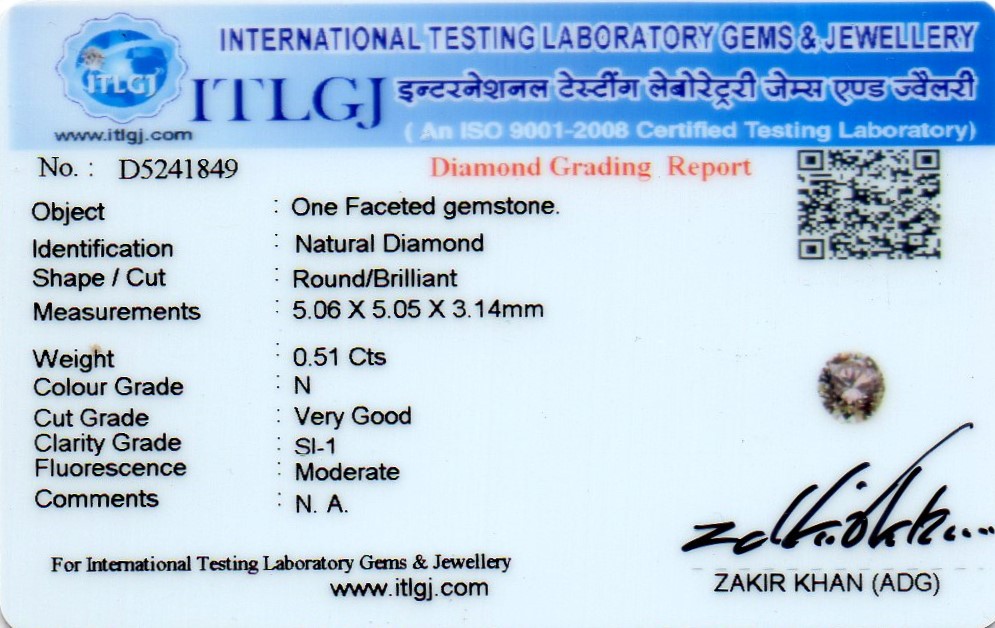 INTERNATIONAL TESTING LABORATORY GEMS & JEWELLERY
ITLGJ
ITLGJ
इन्टरनेशनल टेस्टींग लेबोरेट्ररी जेम्स एण्ड ज्वैलरी
www.itlgj.com
( An ISO 9001-2008 Certified Testing Laboratory)
No. : D5241849
Diamond Grading Report
Object : One Faceted gemstone.
Identification : Natural Diamond
Shape / Cut : Round/Brilliant
Measurements : 5.06 X 5.05 X 3.14mm
Weight : 0.51 Cts
Colour Grade : N
Cut Grade : Very Good
Clarity Grade : SI-1
Fluorescence : Moderate
Comments : N. A.
For International Testing Laboratory Gems & Jewellery
www.itlgj.com
ZAKIR KHAN (ADG)